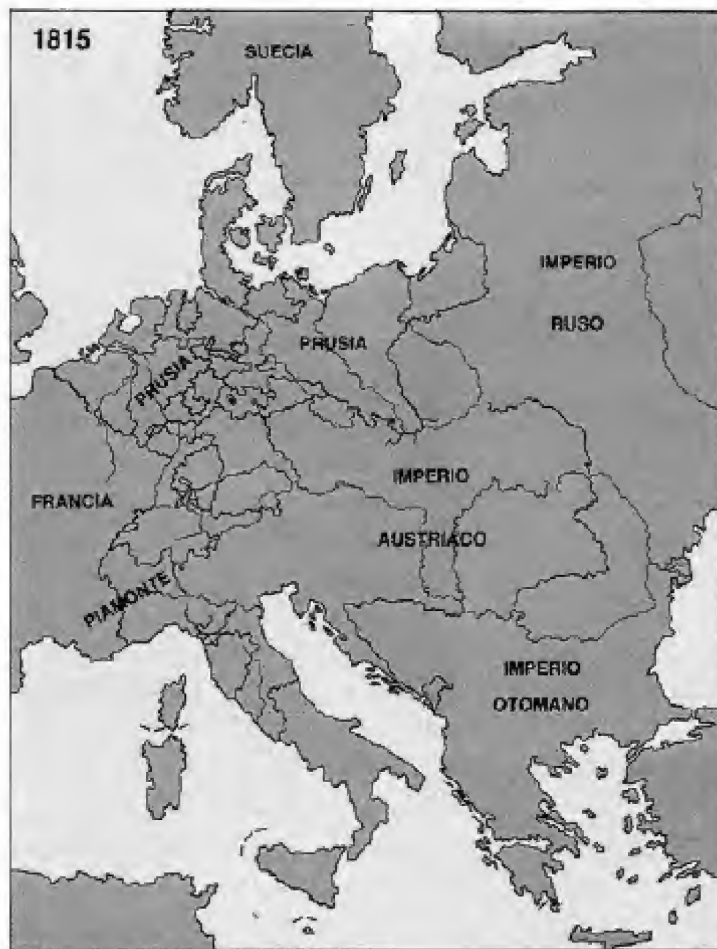 1815
SUECIA
IMPERIO
RUSO
PRUSIA
PRUSIA
IMPERIO
FRANCIA
AUSTRIACO
PIAMONTE
IMPERIO
OTOMANO